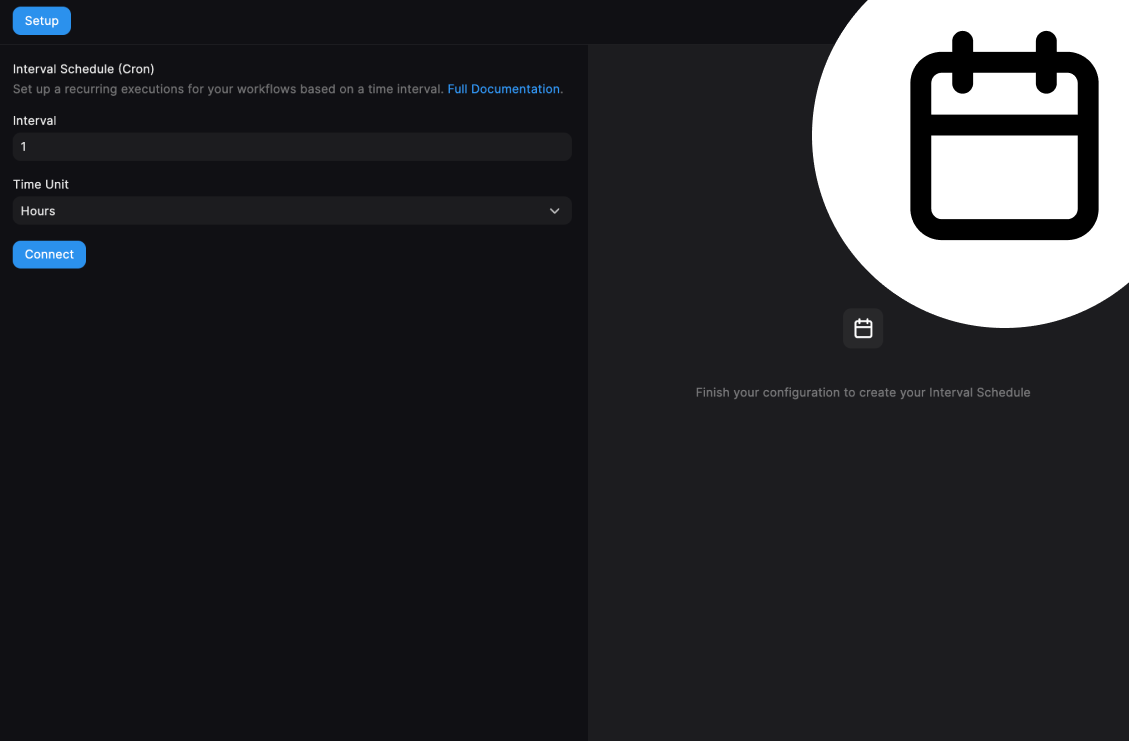 Setup
Interval Schedule (Cron)
Set up a recurring executions for your workflows based on a time interval. Full Documentation.
Interval
1
Time Unit
Hours
Connect
Finish your configuration to create your Interval Schedule